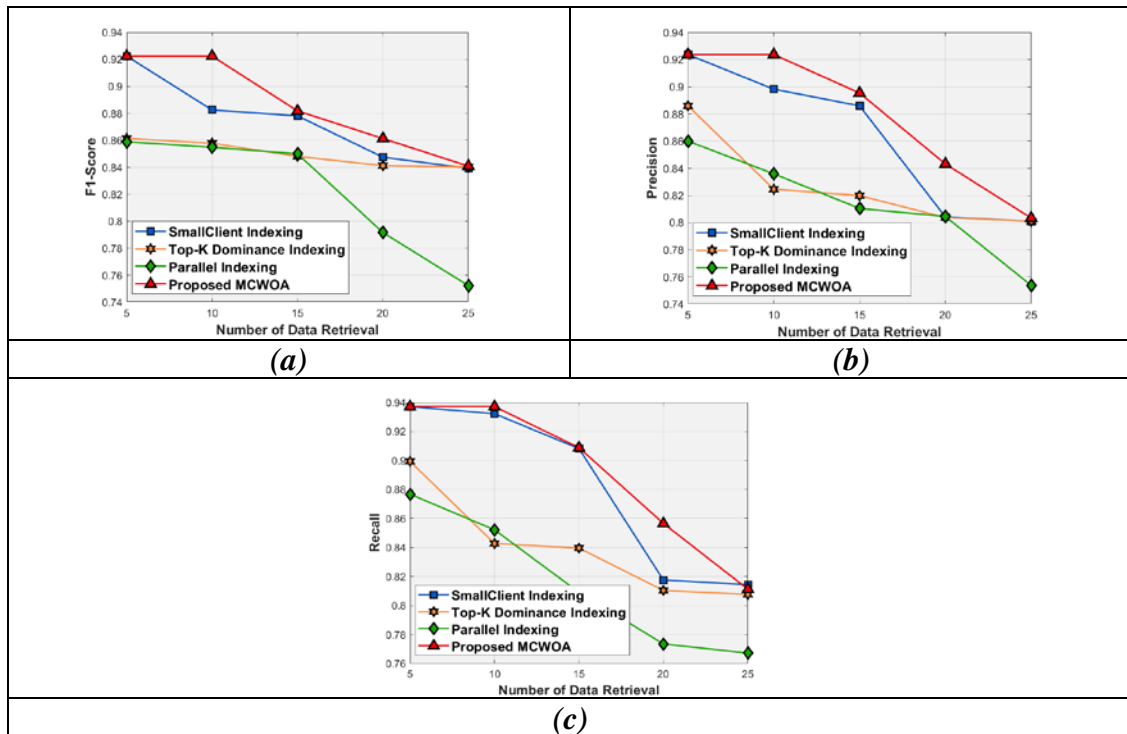 0.94
0.92
0.9
0.88
0.86
0.84
0.82
0.8
0.78
0.76
0.74
F1-Score
SmallClient Indexing
Top-K Dominance Indexing
Parallel Indexing
Proposed MCWOA
5 10 15 20 25
Number of Data Retrieval
(a)
0.94
0.92
0.9
0.88
0.86
0.84
0.82
0.8
0.78
0.76
0.74
Precision
SmallClient Indexing
Top-K Dominance Indexing
Parallel Indexing
Proposed MCWOA
5 10 15 20 25
Number of Data Retrieval
(b)
0.94
0.92
0.9
0.88
0.86
0.84
0.82
0.8
0.78
0.76
Recall
SmallClient Indexing
Top-K Dominance Indexing
Parallel Indexing
Proposed MCWOA
5 10 15 20 25
Number of Data Retrieval
(c)